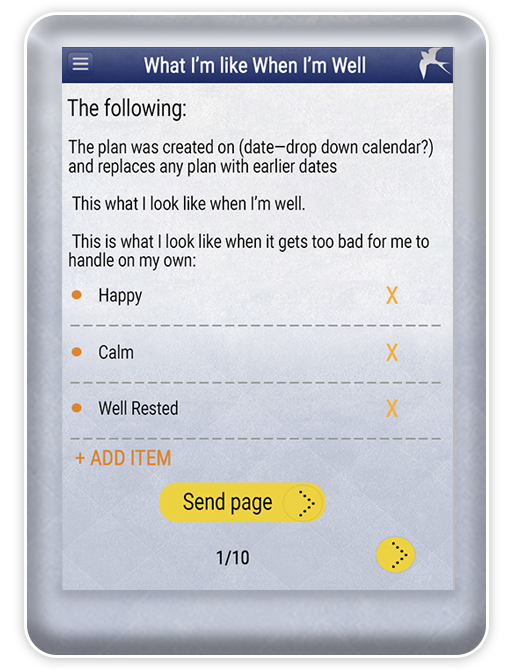 What I'm like When I'm Well
The following:
The plan was created on (date–drop down calendar?)
and replaces any plan with earlier dates
This what I look like when I'm well.
This is what I look like when it gets too bad for me to
handle on my own:
Happy X
Calm X
Well Rested X
+ ADD ITEM
Send page
1/10